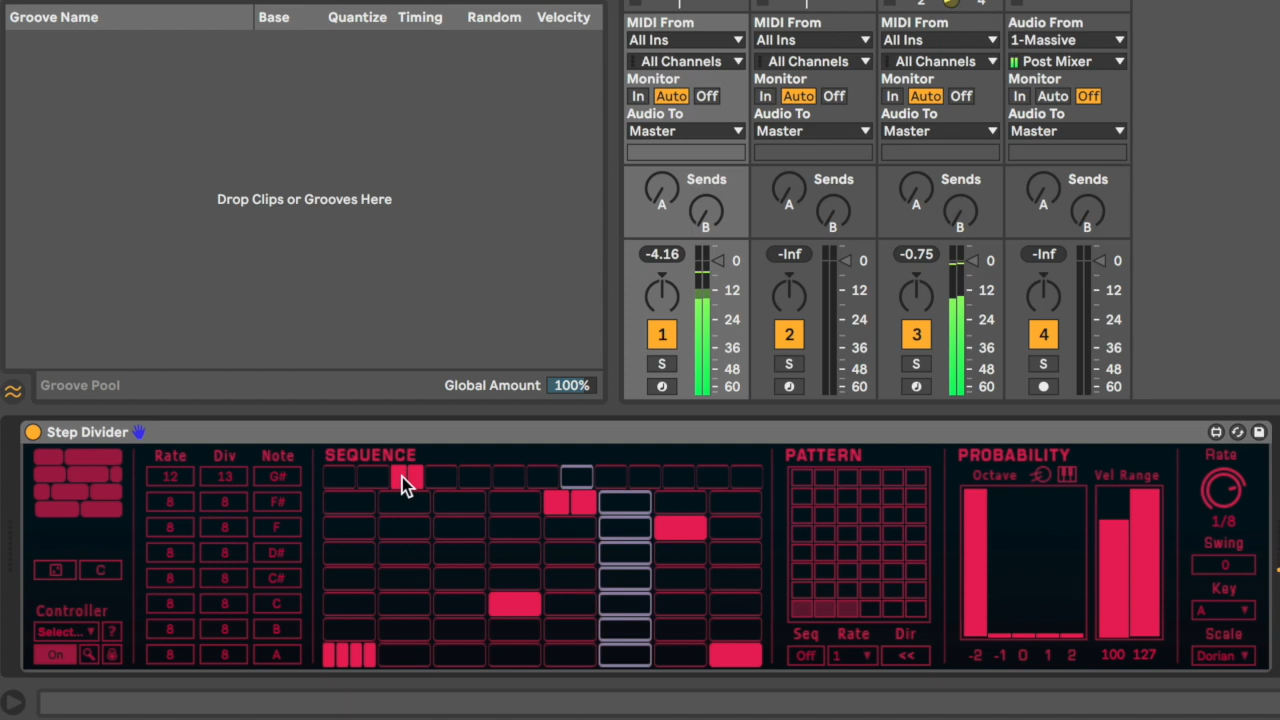 Groove Name Base Quantize Timing Random Velocity
Drop Clips or Grooves Here
Groove Pool Global Amount 100%
2 4
MIDI From MIDI From MIDI From Audio From
All Ins All Ins All Ins 1-Massive
All Channels All Channels All Channels Post Mixer
Monitor Monitor Monitor Monitor
In Auto Off In Auto Off In Auto Off In Auto Off
Audio To Audio To Audio To Audio To
Master Master Master Master
Sends Sends Sends Sends
A A A A
B B B B
-4.16 0 -Inf 0 -0.75 0 -Inf 0
12 12 12 12
24 24 24 24
1 2 3 4
36 36 36 36
S 48 S 48 S 48 S 48
60 60 60 60
Step Divider
Rate Div Note SEQUENCE PATTERN PROBABILITY Rate
12 13 G# Octave Vel Range
8 8 F# 1/8
8 8 F Swing
8 8 D# 0
C 8 8 C# Key
Controller 8 8 C A
Select... ? 8 8 B Seq Rate Dir Scale
On 8 8 A Off 1 << -2 -1 0 1 2 100 127 Dorian